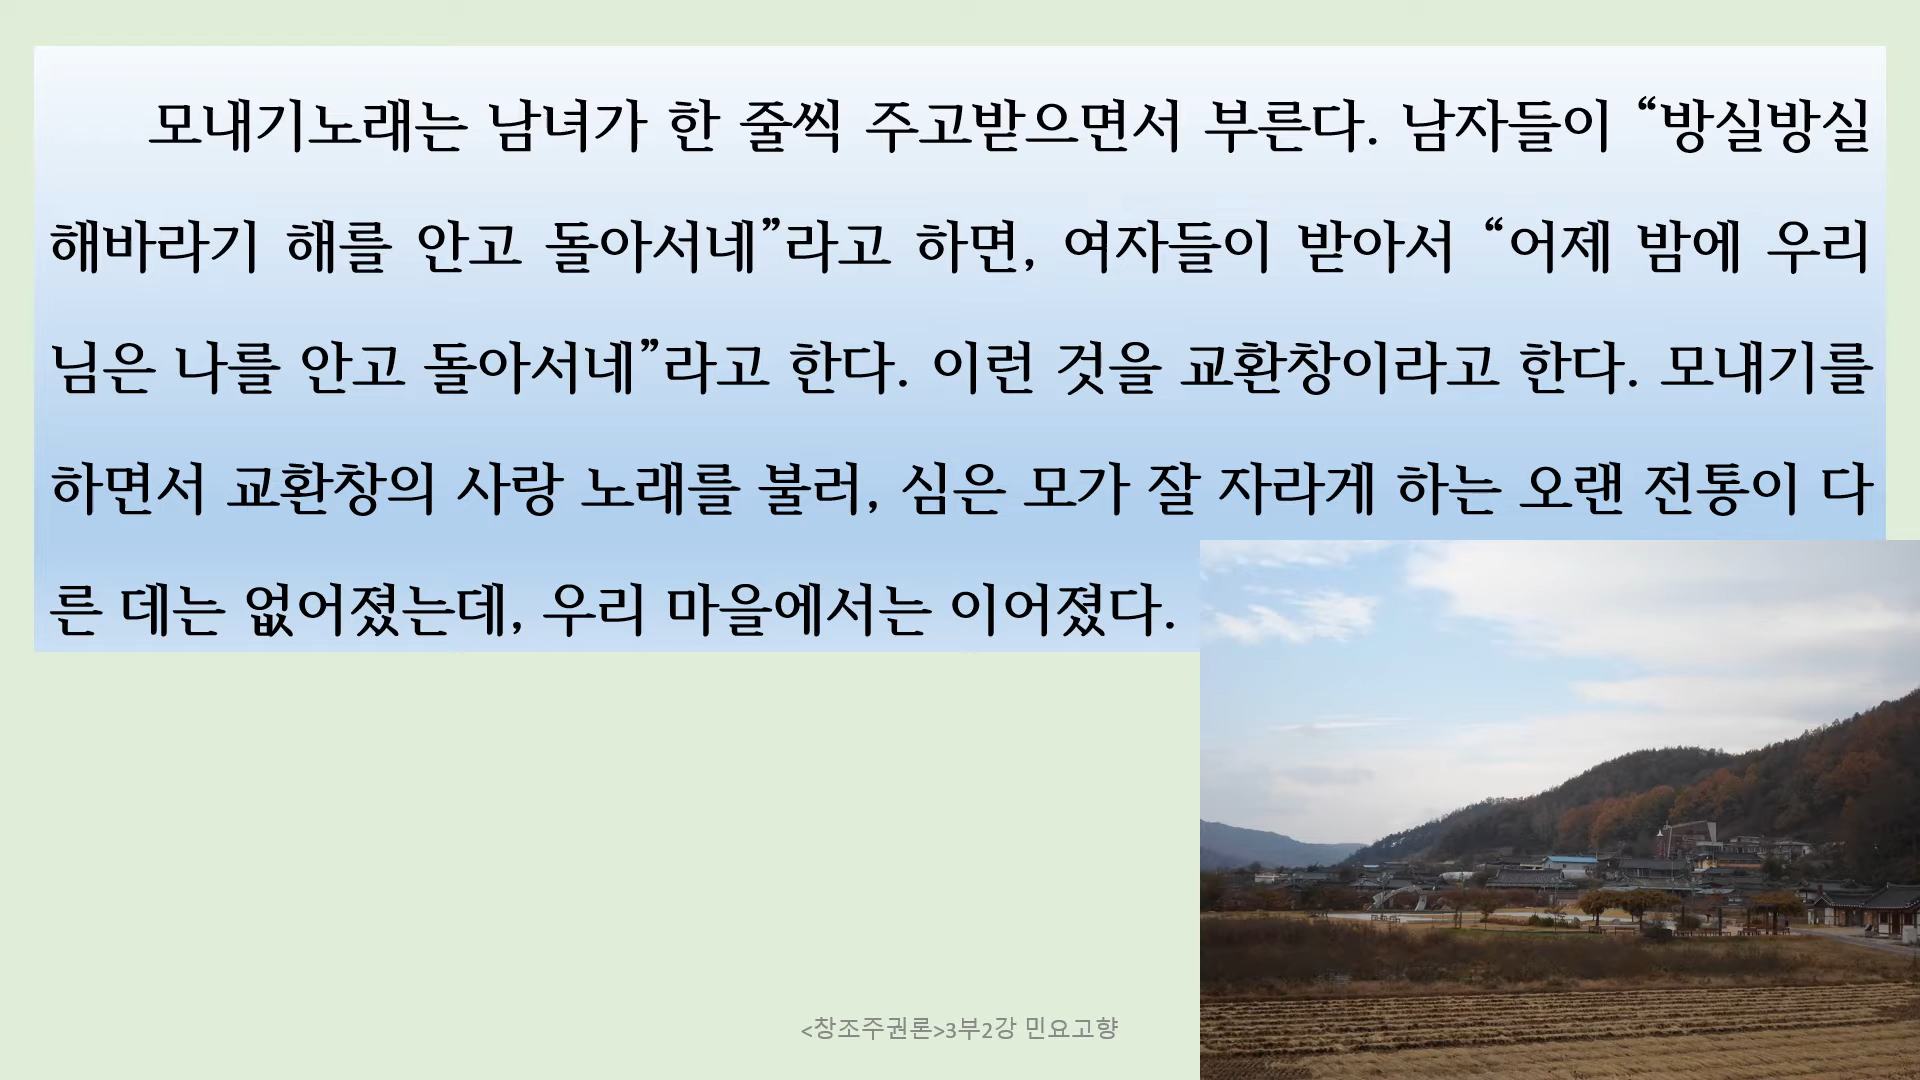 모내기노래는 남녀가 한 줄씩 주고받으면서 부른다. 남자들이 “방실방실
해바라기 해를 안고 돌아서네”라고 하면, 여자들이 받아서 “어제 밤에 우리
님은 나를 안고 돌아서네”라고 한다. 이런 것을 교환창이라고 한다. 모내기를
하면서 교환창의 사랑 노래를 불러, 심은 모가 잘 자라게 하는 오랜 전통이 다
른 데는 없어졌는데, 우리 마을에서는 이어졌다.
<창조주권론>3부2강 민요고향